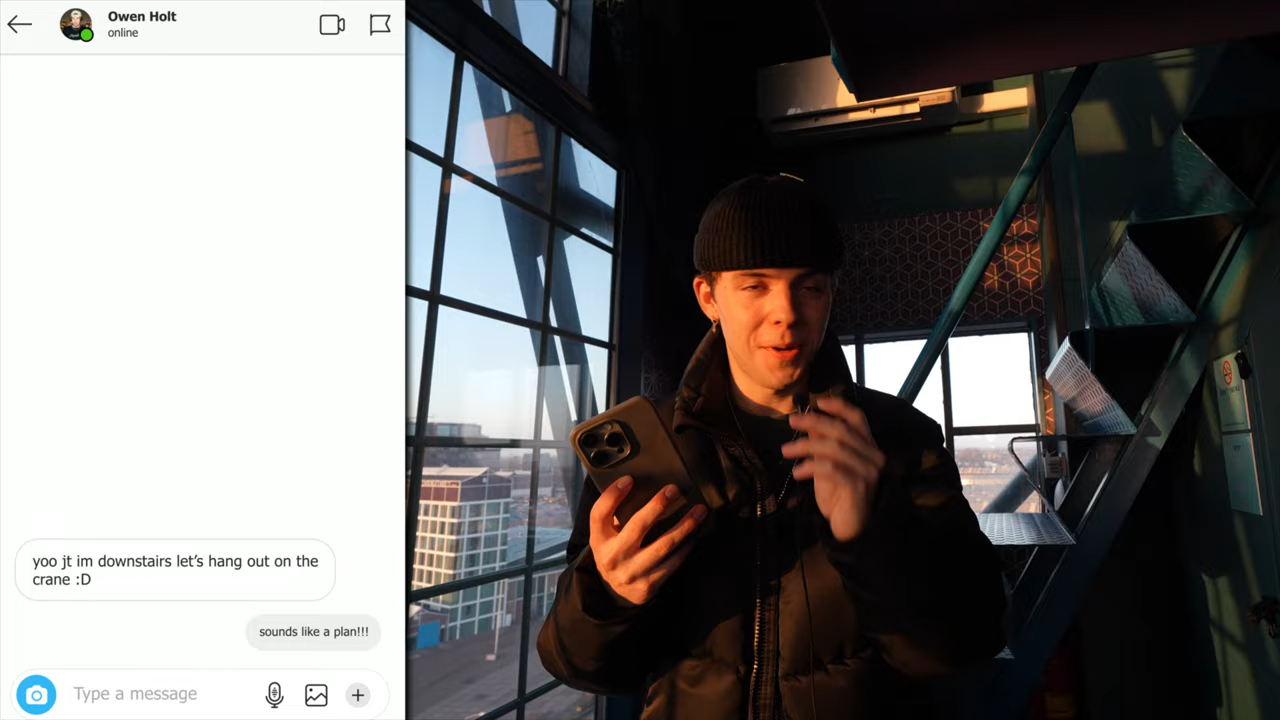 Owen Holt
online
yoo jt im downstairs let’s hang out on the
crane :D
sounds like a plan!!!
Type a message